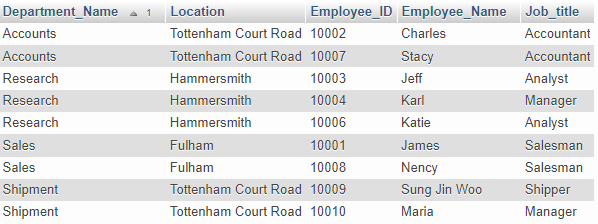 Department_Name 1 Location Employee_ID Employee_Name Job_title
Accounts Tottenham Court Road 10002 Charles Accountant
Accounts Tottenham Court Road 10007 Stacy Accountant
Research Hammersmith 10003 Jeff Analyst
Research Hammersmith 10004 Karl Manager
Research Hammersmith 10006 Katie Analyst
Sales Fulham 10001 James Salesman
Sales Fulham 10008 Nency Salesman
Shipment Tottenham Court Road 10009 Sung Jin Woo Shipper
Shipment Tottenham Court Road 10010 Maria Manager